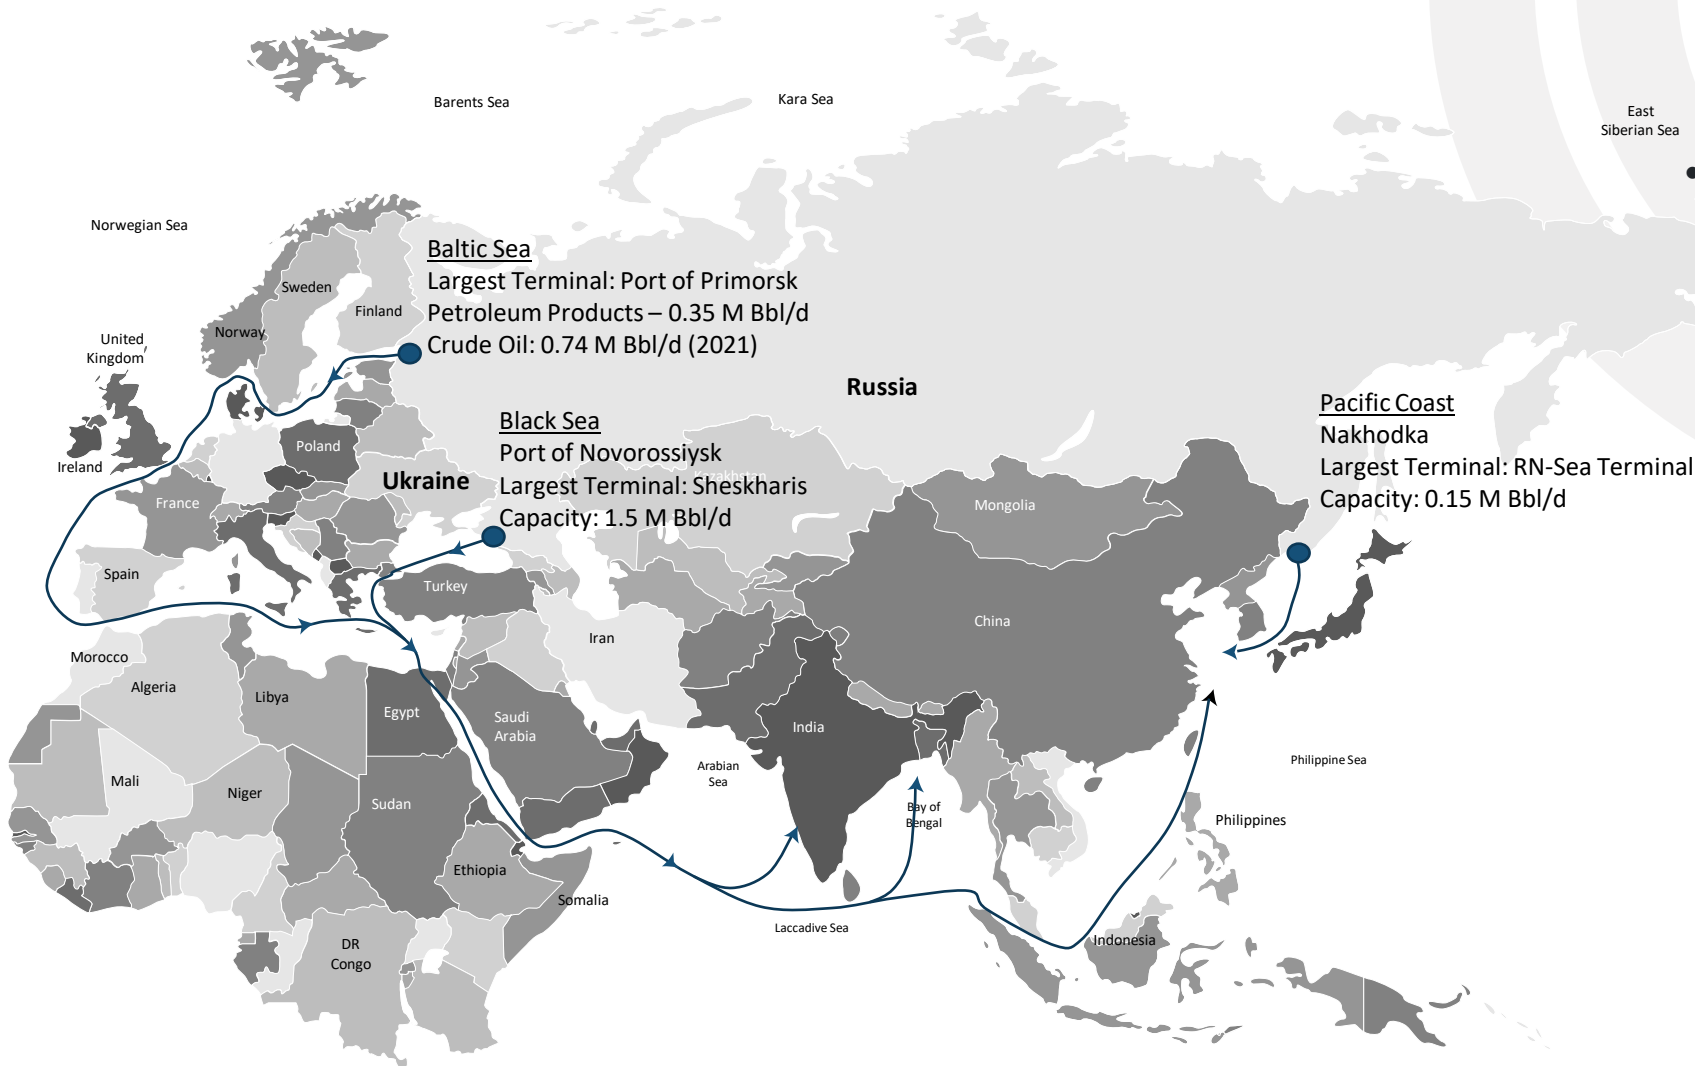 Barents Sea
Kara Sea
East
Siberian Sea
Norwegian Sea
Baltic Sea
Largest Terminal: Port of Primorsk
Petroleum Products – 0.35 M Bbl/d
Crude Oil: 0.74 M Bbl/d (2021)
Sweden
Finland
Norway
United
Kingdom
Russia
Pacific Coast
Nakhodka
Largest Terminal: RN-Sea Terminal
Capacity: 0.15 M Bbl/d
Black Sea
Port of Novorossiysk
Largest Terminal: Sheskharis
Capacity: 1.5 M Bbl/d
Poland
Ireland
Ukraine
Kazakhstan
France
Mongolia
Spain
Turkey
China
Iran
Morocco
Algeria
Libya
Egypt
Saudi
Arabia
India
Arabian
Sea
Philippine Sea
Mali
Niger
Sudan
Bay of
Bengal
Philippines
Ethiopia
Somalia
Laccadive Sea
DR
Congo
Indonesia